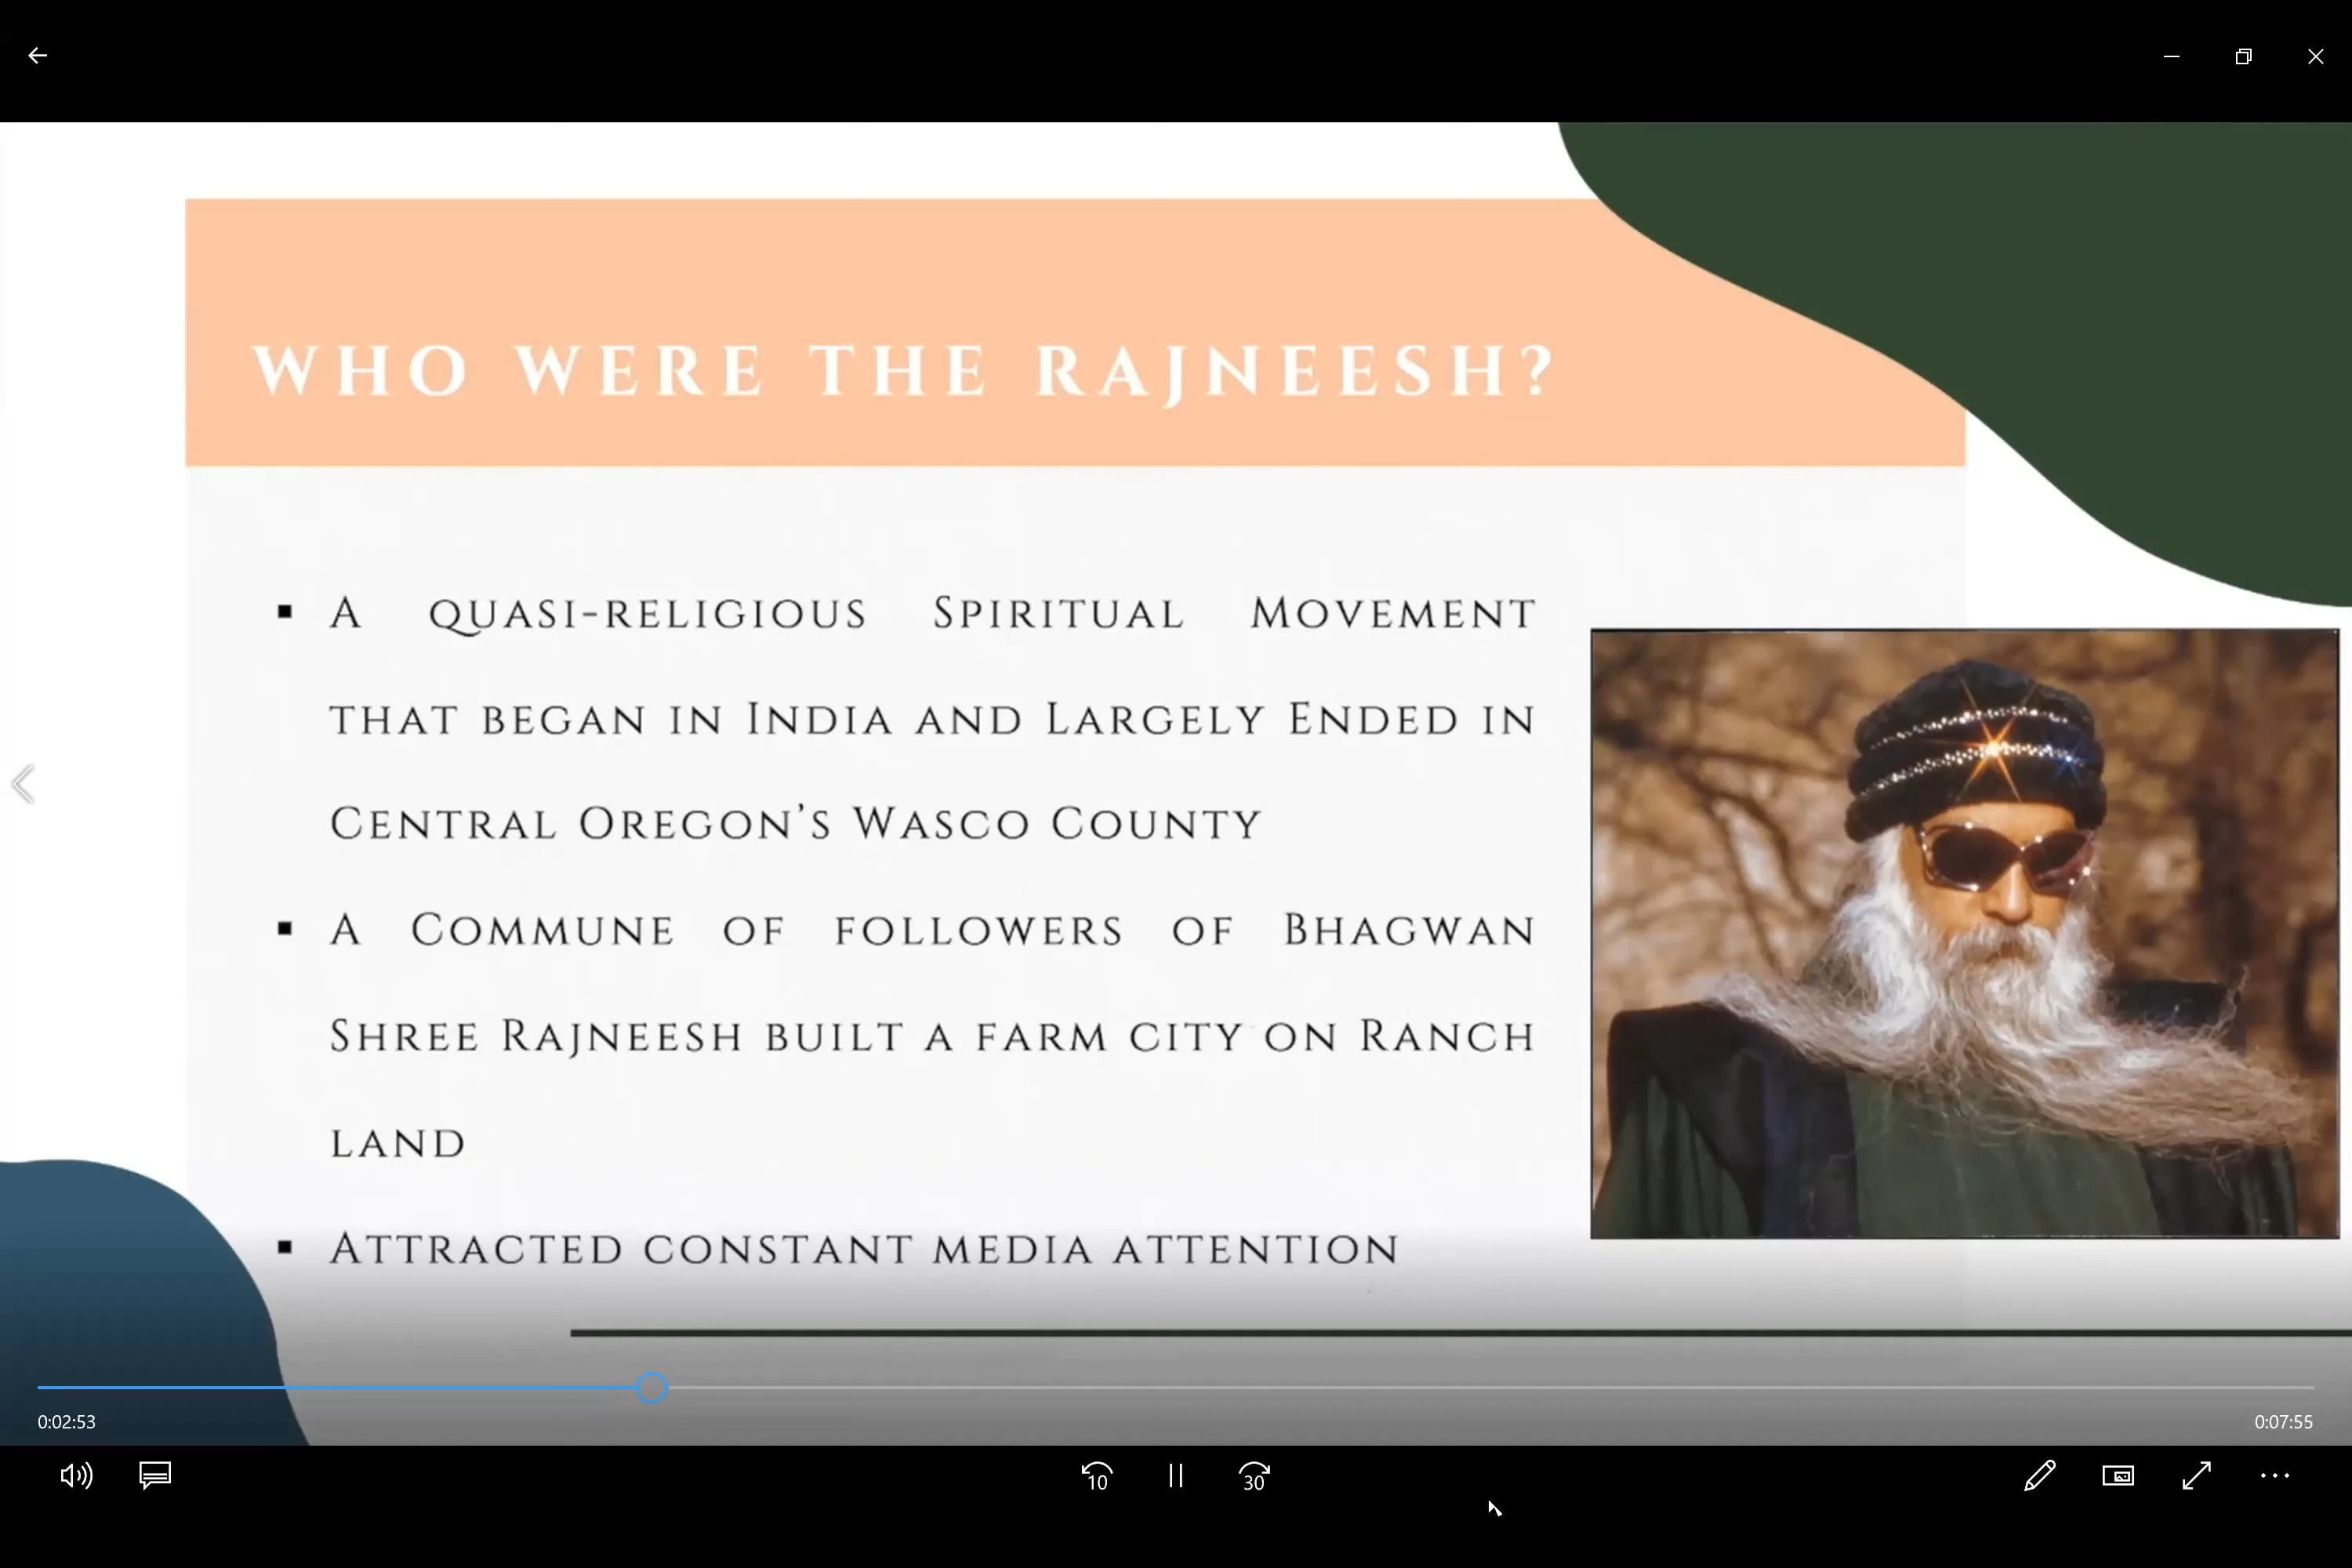 WHO WERE THE RAJNEESH?
▪ A QUASI-RELIGIOUS SPIRITUAL MOVEMENT
THAT BEGAN IN INDIA AND LARGELY ENDED IN
CENTRAL OREGON'S WASCO COUNTY
▪ A COMMUNE OF FOLLOWERS OF BHAGWAN
SHREE RAJNEESH BUILT A FARM CITY ON RANCH
LAND
▪ ATTRACTED CONSTANT MEDIA ATTENTION
0:02:53
0:07:55
10
30